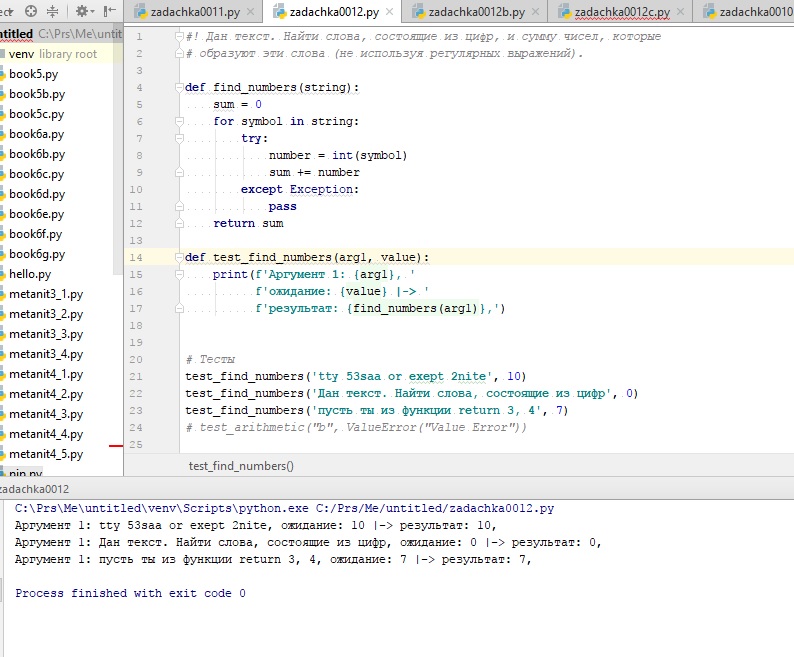 zadachka0011.py
zadachka0012.py
zadachka0012b.py
zadachka0012c.py
zadachka0010
ntitled C:\Prs\Me\untit
venv library root
book5.py
book5b.py
book5c.py
book6a.py
book6b.py
book6c.py
book6d.py
book6e.py
book6f.py
book6g.py
hello.py
metanit3_1.py
metanit3_2.py
metanit3_3.py
metanit3_4.py
metanit4_1.py
metanit4_2.py
metanit4_3.py
metanit4_4.py
metanit4_5.py
1 #! Дан текст. Найти слова, состоящие из цифр, и сумму чисел, которые
2 # образуют эти слова (не используя регулярных выражений).
3
4 def find_numbers(string):
5 sum = 0
6 for symbol in string:
7 try:
8 number = int(symbol)
9 sum += number
10 except Exception:
11 pass
12 return sum
13
14 def test_find_numbers(arg1, value):
15 print(f'Аргумент 1: {arg1}, '
16 f'ожидание: {value} |-> '
17 f'результат: {find_numbers(arg1)},')
18
19
20 # Тесты
21 test_find_numbers('tty 53saa or exept 2nite', 10)
22 test_find_numbers('Дан текст. Найти слова, состоящие из цифр', 0)
23 test_find_numbers('пусть ты из функции return 3, 4', 7)
24 # test_arithmetic("b", ValueError("Value Error"))
25
test_find_numbers()
zadachka0012
C:\Prs\Me\untitled\venv\Scripts\python.exe C:/Prs/Me/untitled/zadachka0012.py
Аргумент 1: tty 53saa or exept 2nite, ожидание: 10 |-> результат: 10,
Аргумент 1: Дан текст. Найти слова, состоящие из цифр, ожидание: 0 |-> результат: 0,
Аргумент 1: пусть ты из функции return 3, 4, ожидание: 7 |-> результат: 7,
Process finished with exit code 0